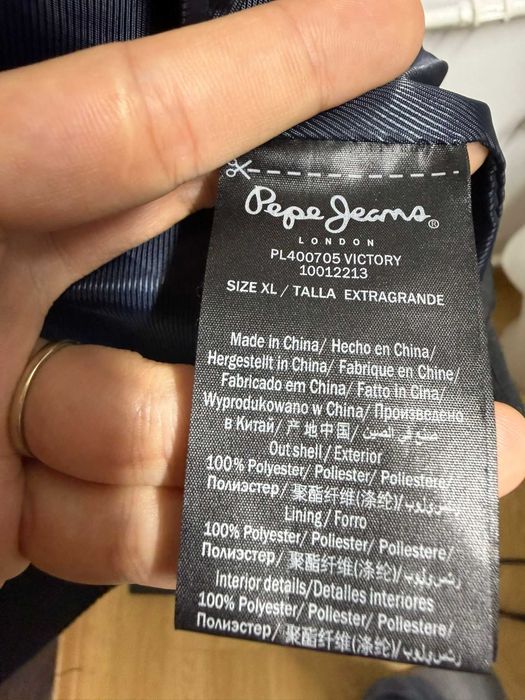 Pepe Jeans®
LONDON
PL400705 VICTORY
10012213
SIZE XL / TALLA EXTRAGRANDE
Made in China/ Hecho en China/
Hergestellt in China/ Fabrique en Chine/
Fabricado em China/ Fatto in Cina/
Wyprodukowano w China/ Произведено
в Китай/ 产地中国/ صنع في الصين
Out shell/ Exterior
100% Polyester/ Poliester/ Poliestere/
Полиэстер/ 聚酯纤维(涤纶)/ بوليستر
Lining/ Forro
100% Polyester/ Poliester/ Poliestere/
Полиэстер/ 聚酯纤维(涤纶)/ بوليستر
Interior details/Detalles interiores
100% Polyester/ Poliester/ Poliestere/
Полиэстер/ 聚酯纤维(涤纶)/ بوليستر